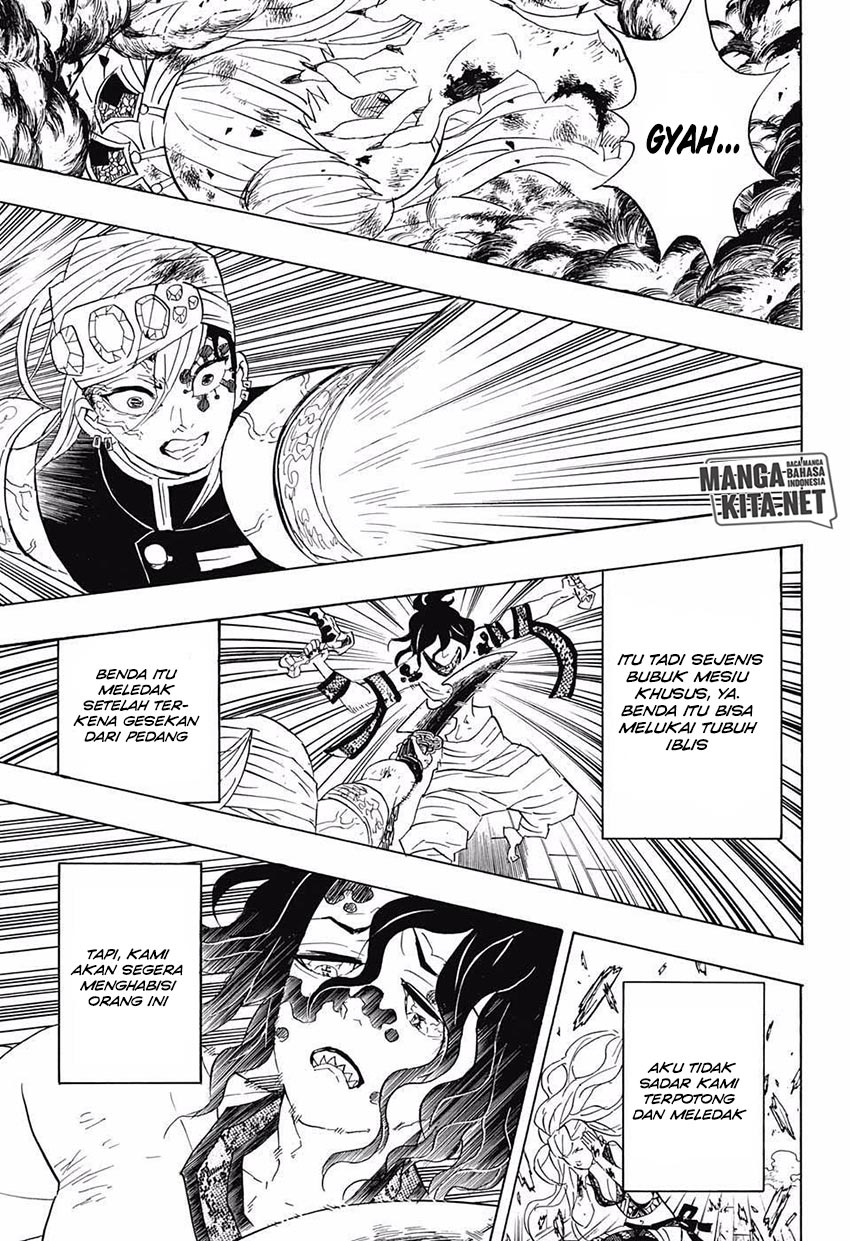 GYAH...
MANGA
BACA MANGA
BAHASA
INDONESIA
KITA.NET
ITU TADI SEJENIS
BUBUK MESIU
KHUSUS, YA.
BENDA ITU BISA
MELUKAI TUBUH
IBLIS
BENDA ITU
MELEDAK
SETELAH TER-
KENA GESEKAN
DARI PEDANG
AKU TIDAK
SADAR KAMI
TERPOTONG
DAN MELEDAK
TAPI, KAMI
AKAN SEGERA
MENGHABISI
ORANG INI